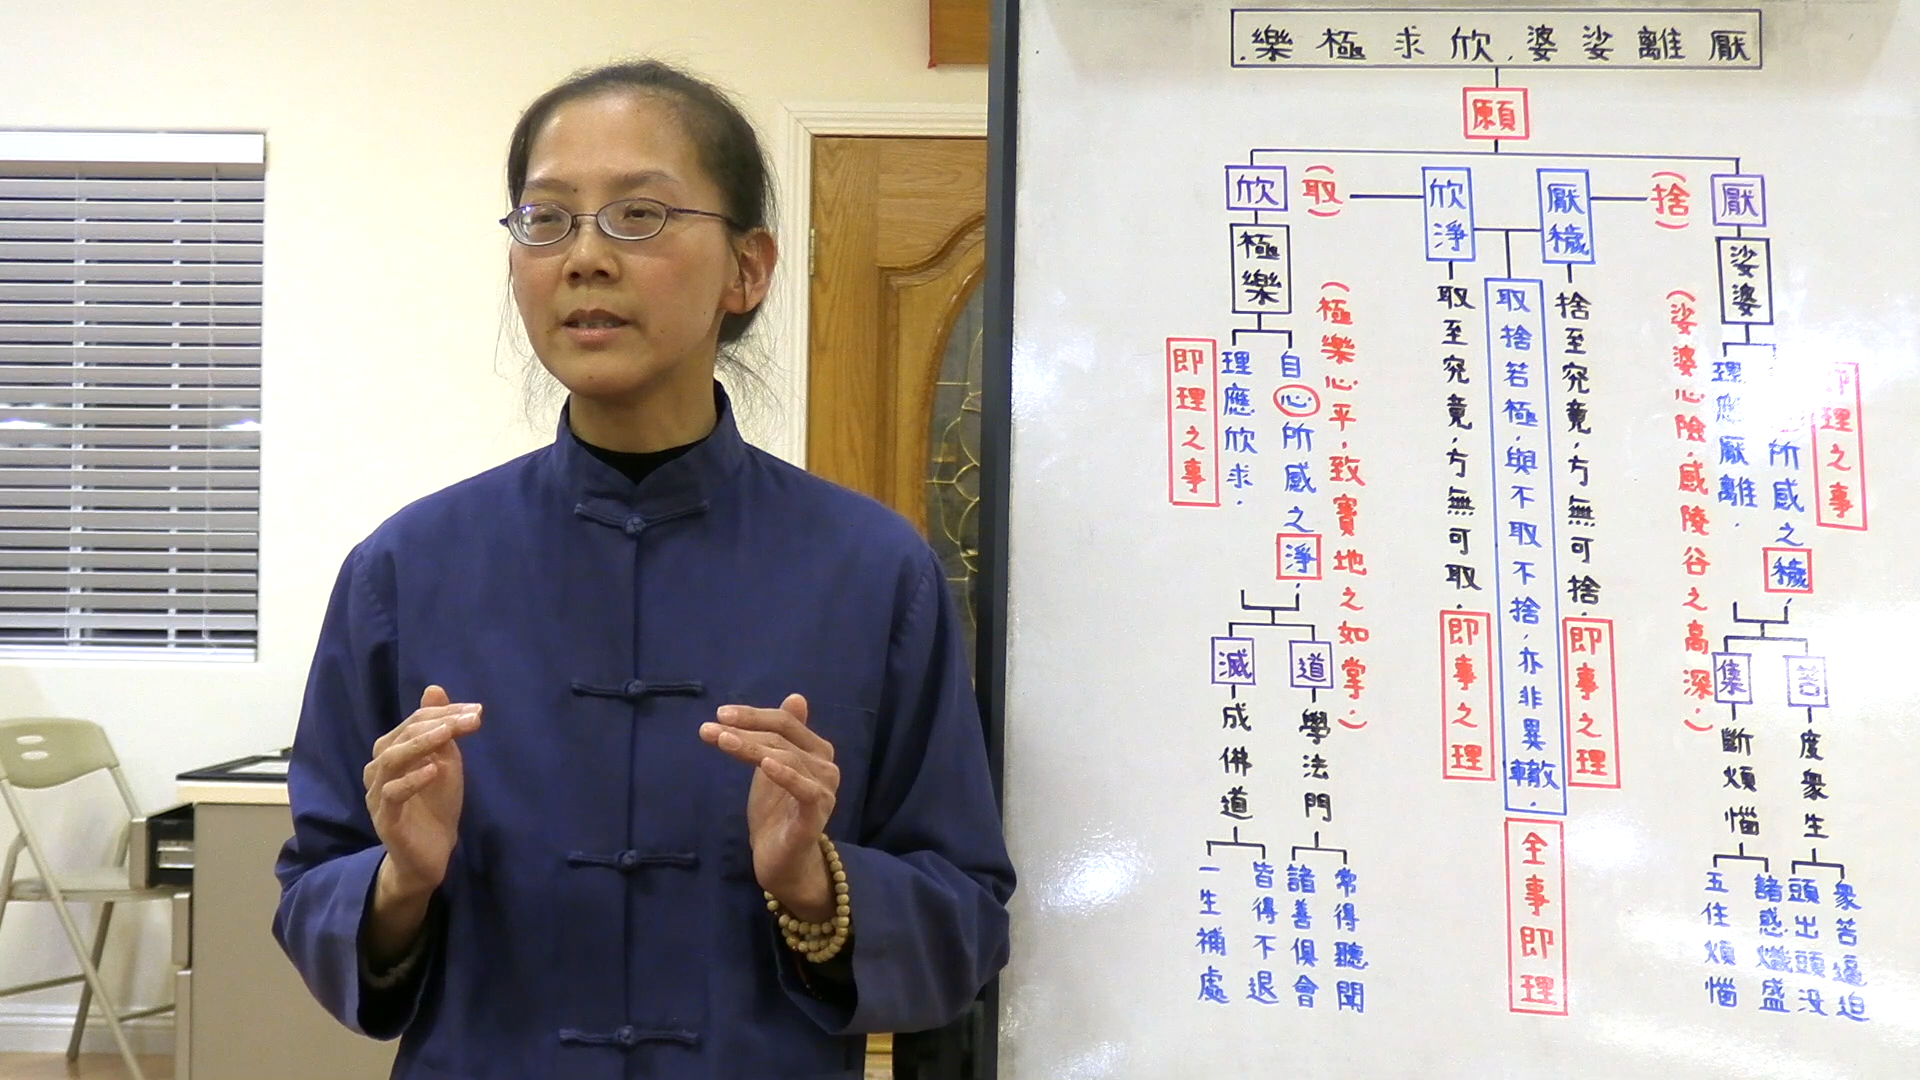 厭離娑婆,欣求極樂.
願
厭
(捨)
厭穢
欣淨
(取)
欣
娑婆
極樂
理之事
所感之穢,
理應厭離.
(娑婆心險,感陵谷之高深.)
捨至究竟,方無可捨.
即事之理
取捨若極,與不取不捨,亦非異轍.
全事即理
取至究竟,方無可取.
即事之理
(極樂心平,致寶地之如掌.)
自心所感之淨,
理應欣求.
即理之事
苦
度眾生
眾苦逼迫
頭出頭沒
集
斷煩惱
諸惑熾盛
五住煩惱
道
學法門
常得聽聞
諸善俱會
滅
成佛道
皆得不退
一生補處